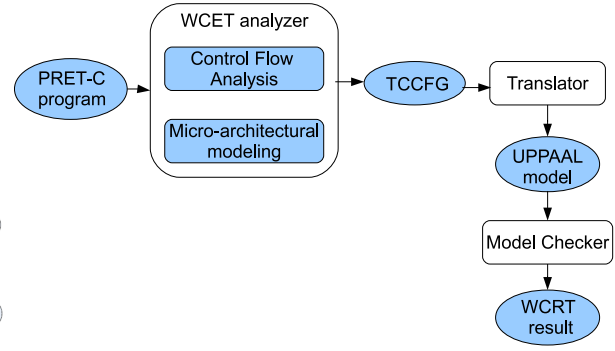 WCET analyzer
PRET-C
program
Control Flow
Analysis
Micro-architectural
modeling
TCCFG
Translator
UPPAAL
model
Model Checker
WCRT
result